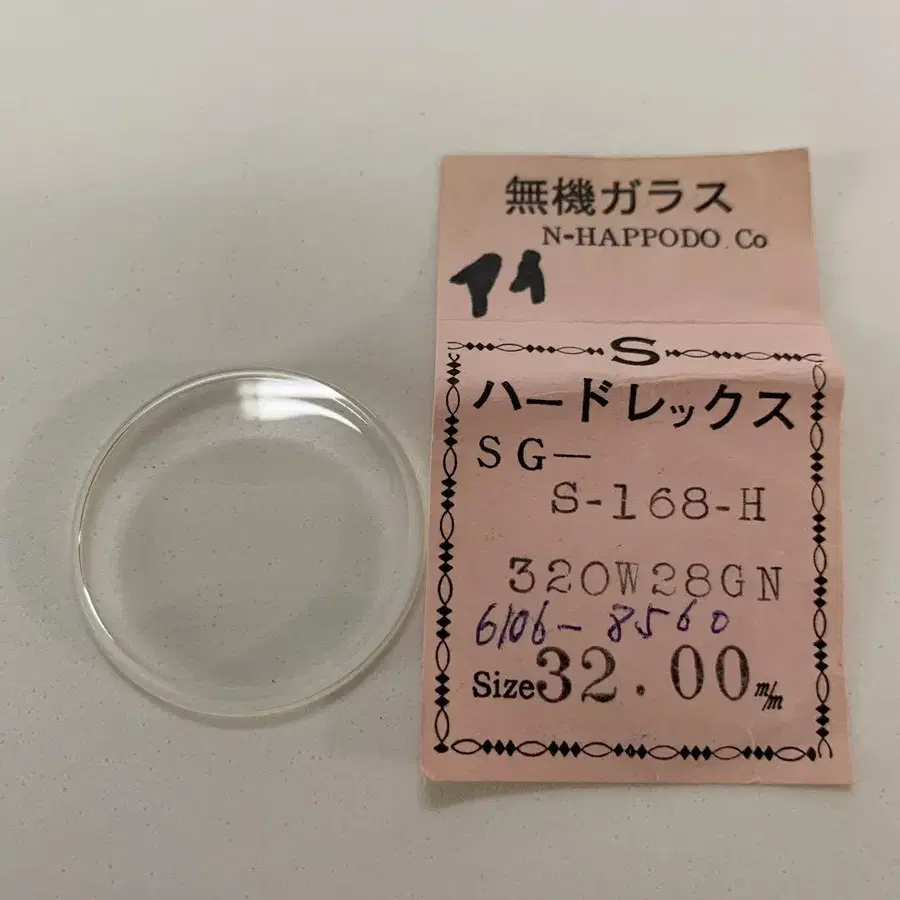 無機ガラス
N-HAPPODO. Co
S
ハードレックス
SG—
S-168-H
320W28GN
6106-8560
Size 32.00 m/m